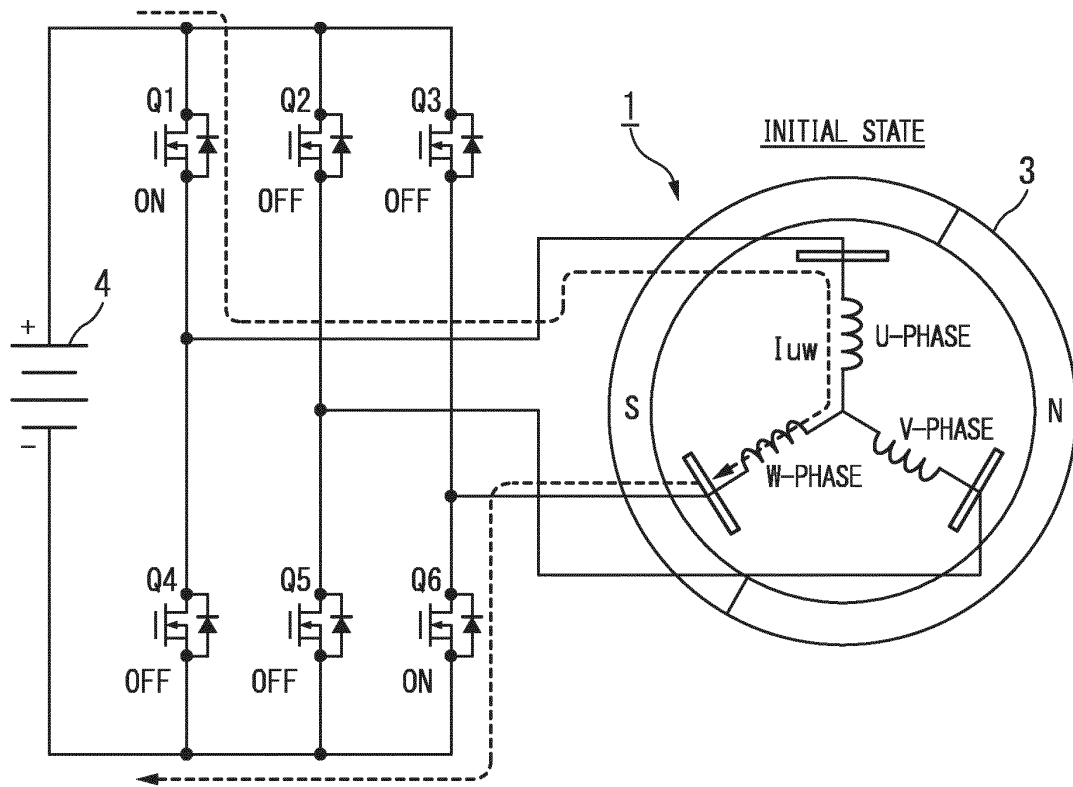 Q1
Q2
Q3
ON
OFF
OFF
1
INITIAL STATE
3
4
+
−
Iuw
U-PHASE
S
N
V-PHASE
W-PHASE
Q4
Q5
Q6
OFF
OFF
ON